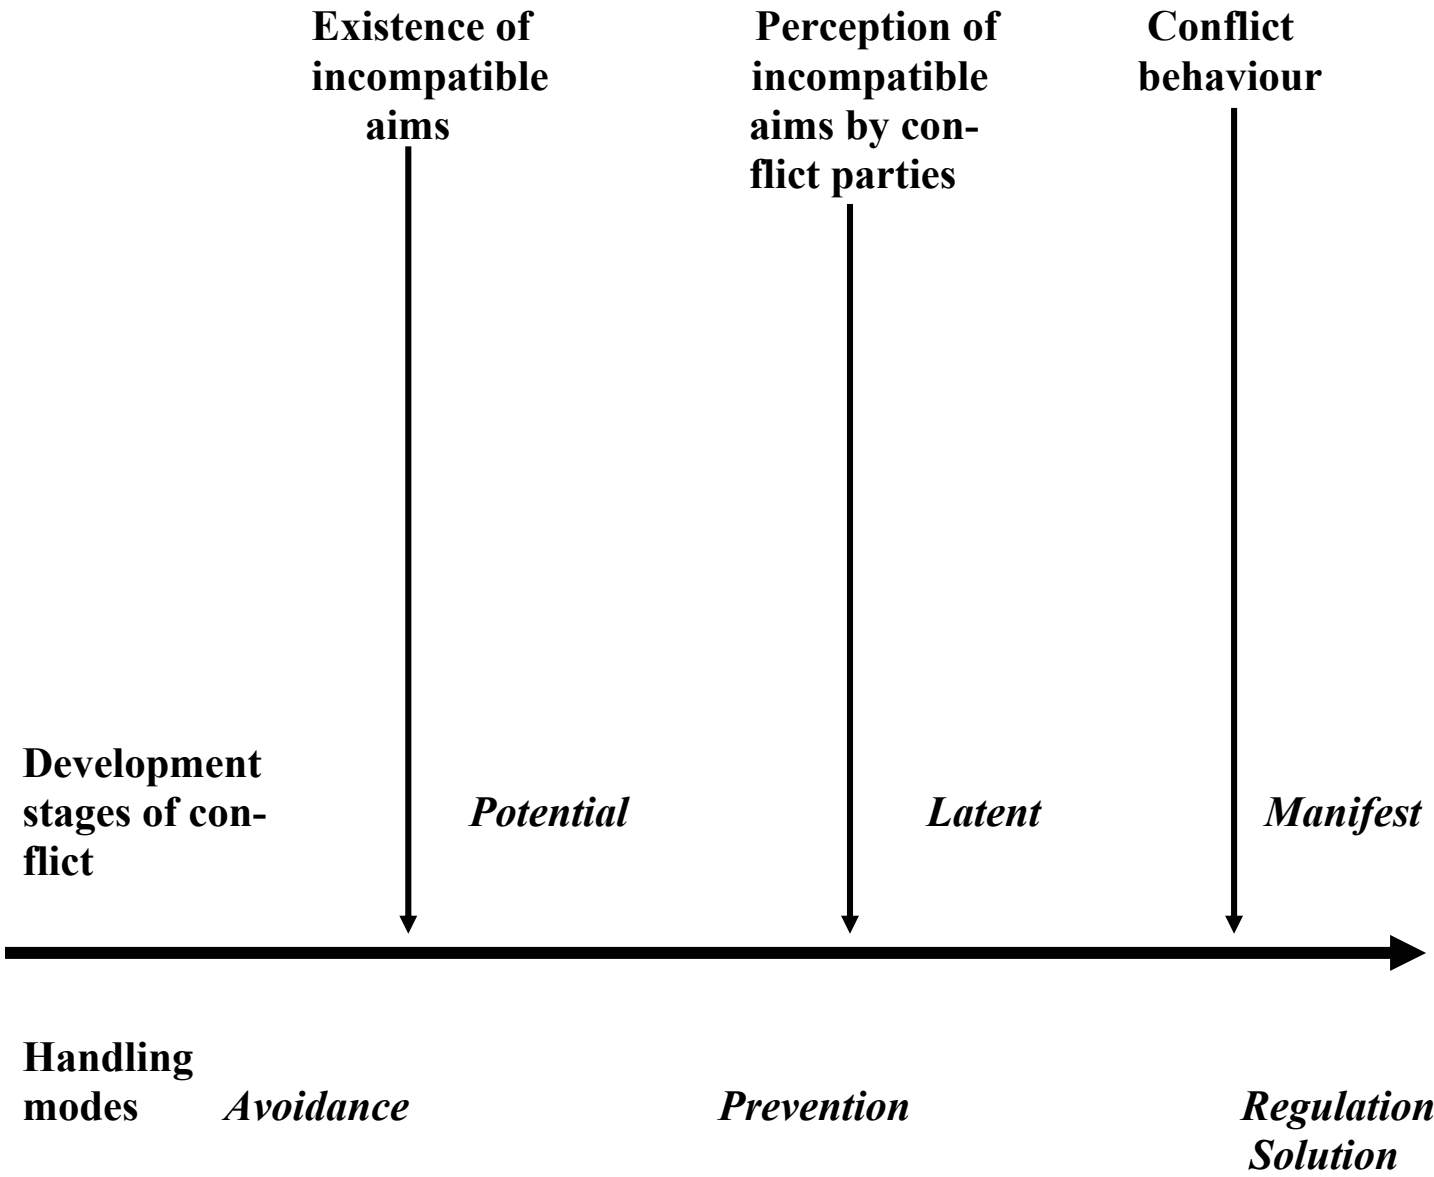 Existence of
incompatible
aims
Perception of
incompatible
aims by con-
flict parties
Conflict
behaviour
Development
stages of con-
flict
Potential
Latent
Manifest
Handling
modes
Avoidance
Prevention
Regulation
Solution